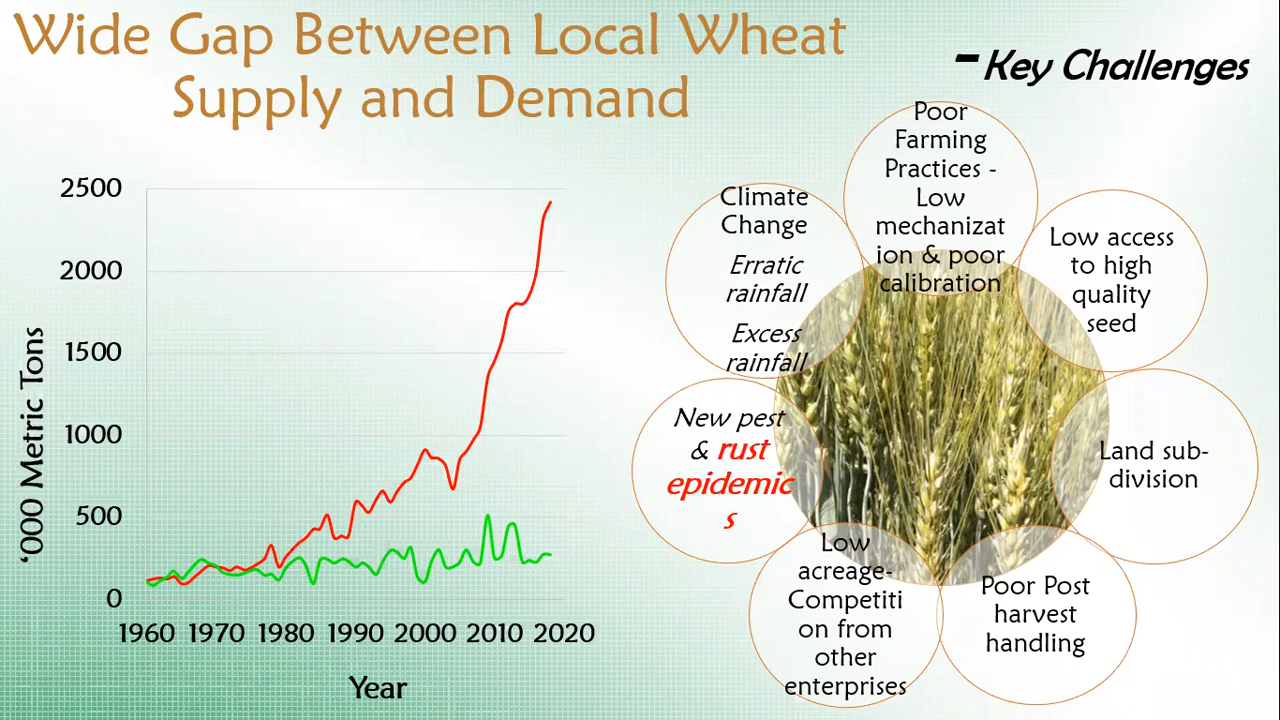 Wide Gap Between Local Wheat
Supply and Demand
- Key Challenges
2500
2000
1500
1000
500
0
'000 Metric Tons
1960 1970 1980 1990 2000 2010 2020
Year
Poor
Farming
Practices -
Low
mechanizat
ion & poor
calibration
Low access
to high
quality
seed
Land sub-
division
Poor Post
harvest
handling
Low
acreage-
Competiti
on from
other
enterprises
New pest
& rust
epidemic
s
Climate
Change
Erratic
rainfall
Excess
rainfall